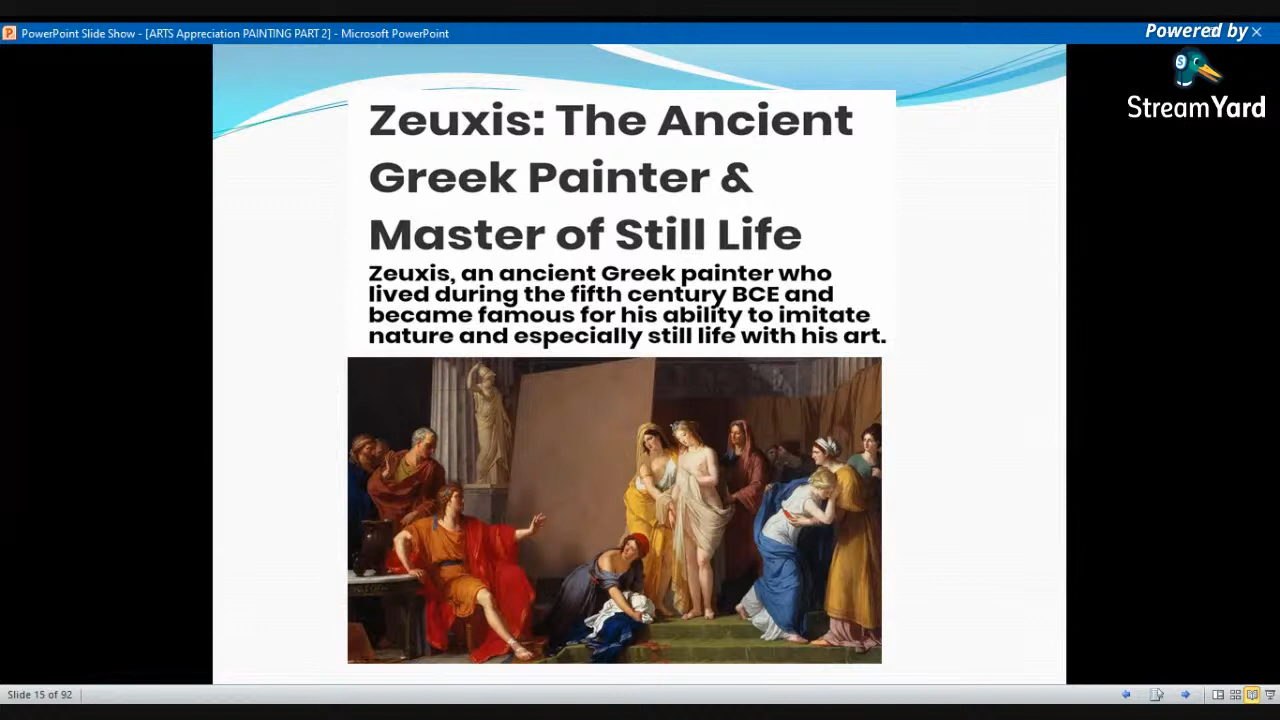 PowerPoint Slide Show - [ARTS Appreciation PAINTING PART 2] - Microsoft PowerPoint
Powered by
StreamYard
Zeuxis: The Ancient
Greek Painter &
Master of Still Life
Zeuxis, an ancient Greek painter who
lived during the fifth century BCE and
became famous for his ability to imitate
nature and especially still life with his art.
Slide 15 of 92